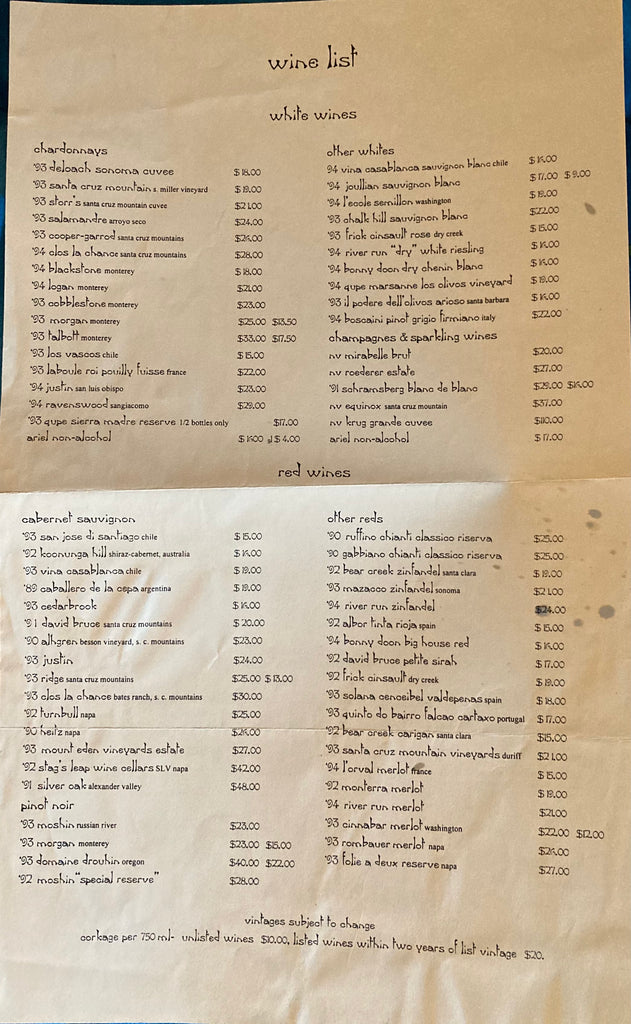 wine list
white wines
chardonnays
'93 deloach sonoma cuvee $18.00
'93 santa cruz mountain s. miller vineyard $19.00
'93 storr's santa cruz mountain cuvee $21.00
'93 salamandre arroyo seco $24.00
'93 cooper-garrod santa cruz mountains $26.00
'94 clos la chance santa cruz mountains $28.00
'94 blackstone monterey $18.00
'94 logan monterey $21.00
'93 cobblestone monterey $23.00
'93 morgan monterey $25.00 $13.50
'93 talbott monterey $33.00 $17.50
'93 los vascos chile $15.00
'93 laboule roi pouilly fuisse france $22.00
'94 justin san luis obispo $23.00
'94 ravenswood sangiacomo $29.00
'93 qupe sierra madre reserve 1/2 bottles only $17.00
ariel non-alcohol gl $4.00
other whites
94 vina casablanca sauvignon blanc chile $16.00
'94 joullian sauvignon blanc $17.00 $9.00
'94 l'ecole semillon washington $19.00
'93 chalk hill sauvignon blanc $22.00
'93 frick cinsault rose dry creek $15.00
'94 river run "dry" white riesling $16.00
'94 bonny doon dry chenin blanc $16.00
'94 qupe marsanne los olivos vineyard $19.00
'93 il podere dell'olivos arioso santa barbara $16.00
'94 boscaini pinot grigio firmiano italy $22.00
champagnes & sparkling wines
nv mirabelle brut $20.00
nv roederer estate $27.00
'91 schramsberg blanc de blanc $29.00 $16.00
nv equinox santa cruz mountain $37.00
nv krug grande cuvee $110.00
ariel non-alcohol $17.00
red wines
cabernet sauvignon
'93 san jose di santiago chile $15.00
'92 koonunga hill shiraz-cabernet, australia $16.00
'93 vina casablanca chile $19.00
'89 caballero de la cepa argentina $19.00
'93 cedarbrook $16.00
'91 david bruce santa cruz mountains $20.00
'90 alhgren besson vineyard, s. c. mountains $23.00
'93 justin $24.00
'93 ridge santa cruz mountains $25.00 $13.00
'93 clos la chance bates ranch, s. c. mountains $30.00
'92 turnbull napa $25.00
'90 heitz napa $26.00
'93 mount eden vineyards estate $27.00
'92 stag's leap wine cellars SLV napa $42.00
'91 silver oak alexander valley $48.00
pinot noir
'93 moshin russian river $23.00
'93 morgan monterey $23.00 $15.00
'93 domaine drouhin oregon $40.00 $22.00
'92 moshin "special reserve" $28.00
other reds
'90 ruffino chianti classico riserva $25.00
'90 gabbiano chianti classico riserva $25.00
'92 bear creek zinfandel santa clara $19.00
'93 mazacco zinfandel sonoma $21.00
'94 river run zinfandel $24.00
'92 albor tinta rioja spain $15.00
'94 bonny doon big house red $16.00
'92 david bruce petite sirah $17.00
'92 frick cinsault dry creek $19.00
'93 solana cencibel valdepenas spain $18.00
'93 quinto do bairro falcao cartaxo portugal $17.00
'92 bear creek carigan santa clara $15.00
'93 santa cruz mountain vineyards duriff $21.00
'94 l'orval merlot france $15.00
'92 monterra merlot $19.00
'94 river run merlot $21.00
'93 cinnabar merlot washington $22.00 $12.00
'93 rombauer merlot napa $26.00
'93 folie a deux reserve napa $27.00
vintages subject to change
corkage per 750 ml- unlisted wines $10.00, listed wines within two years of list vintage $20.